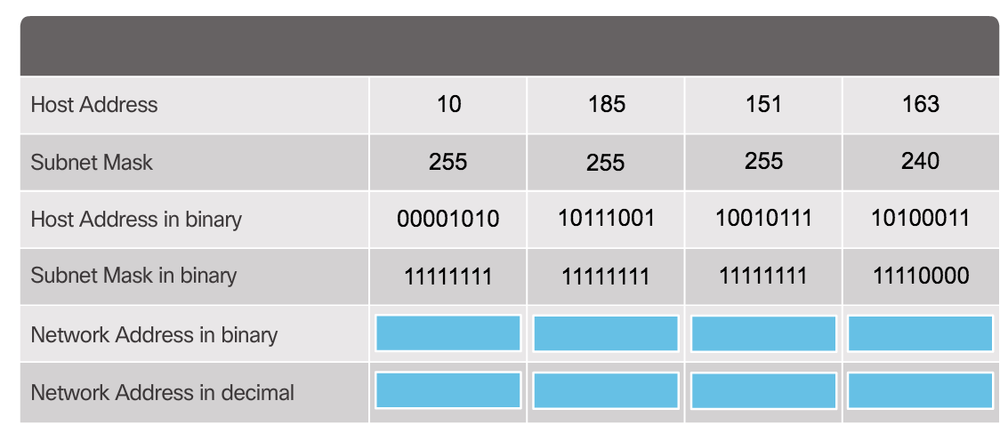 Host Address 10 185 151 163
Subnet Mask 255 255 255 240
Host Address in binary 00001010 10111001 10010111 10100011
Subnet Mask in binary 11111111 11111111 11111111 11110000
Network Address in binary
Network Address in decimal